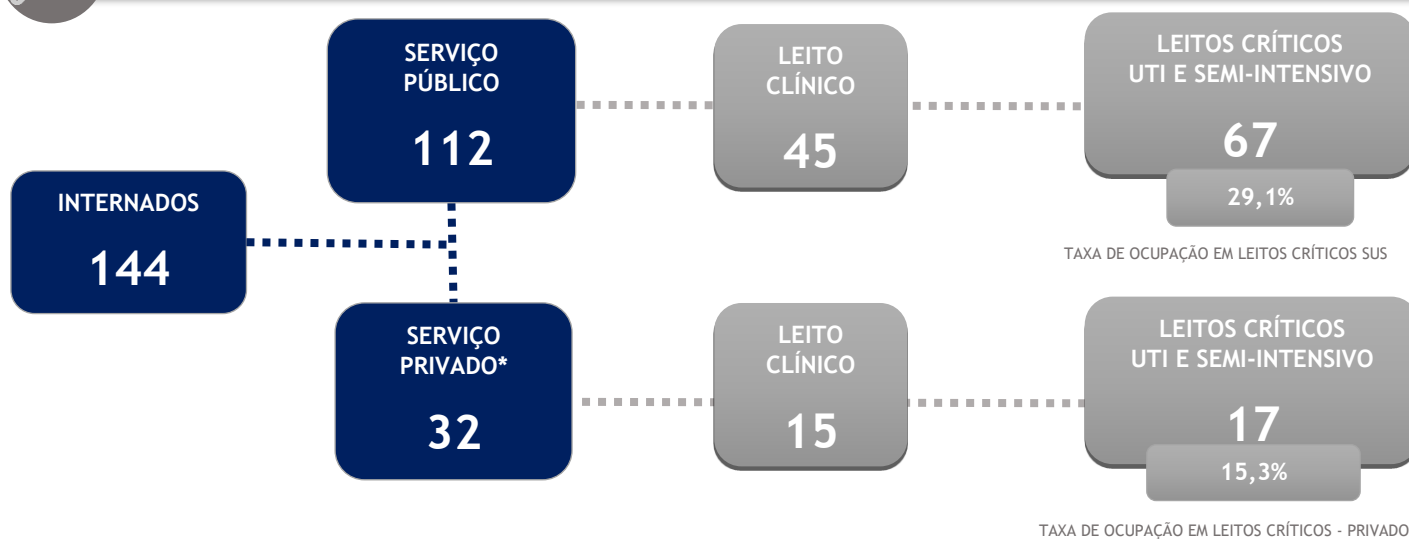 SERVIÇO
PÚBLICO
112
LEITO
CLÍNICO
45
LEITOS CRÍTICOS
UTI E SEMI-INTENSIVO
67
29,1%
TAXA DE OCUPAÇÃO EM LEITOS CRÍTICOS SUS
INTERNADOS
144
SERVIÇO
PRIVADO*
32
LEITO
CLÍNICO
15
LEITOS CRÍTICOS
UTI E SEMI-INTENSIVO
17
15,3%
TAXA DE OCUPAÇÃO EM LEITOS CRÍTICOS - PRIVADO